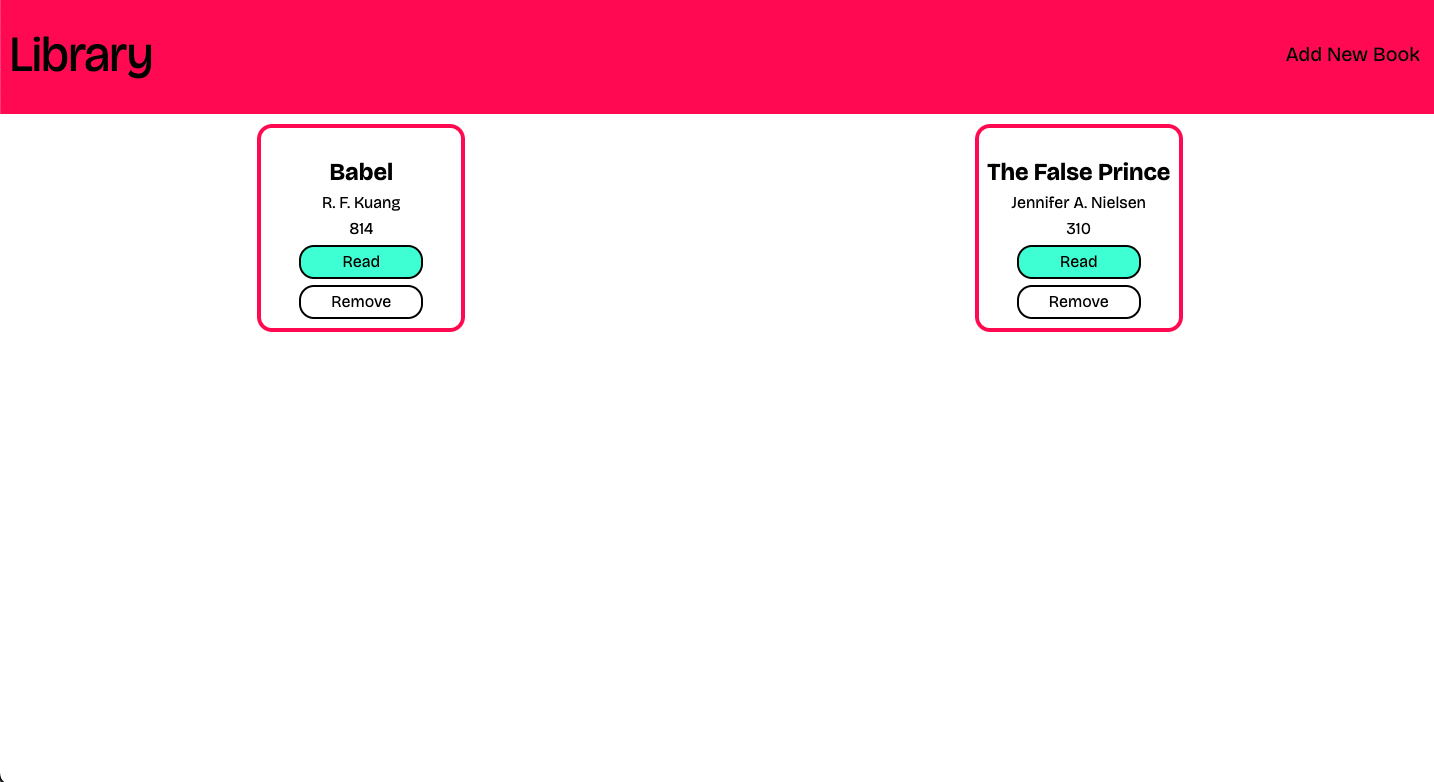 Library
Add New Book
Babel
R. F. Kuang
814
Read
Remove
The False Prince
Jennifer A. Nielsen
310
Read
Remove